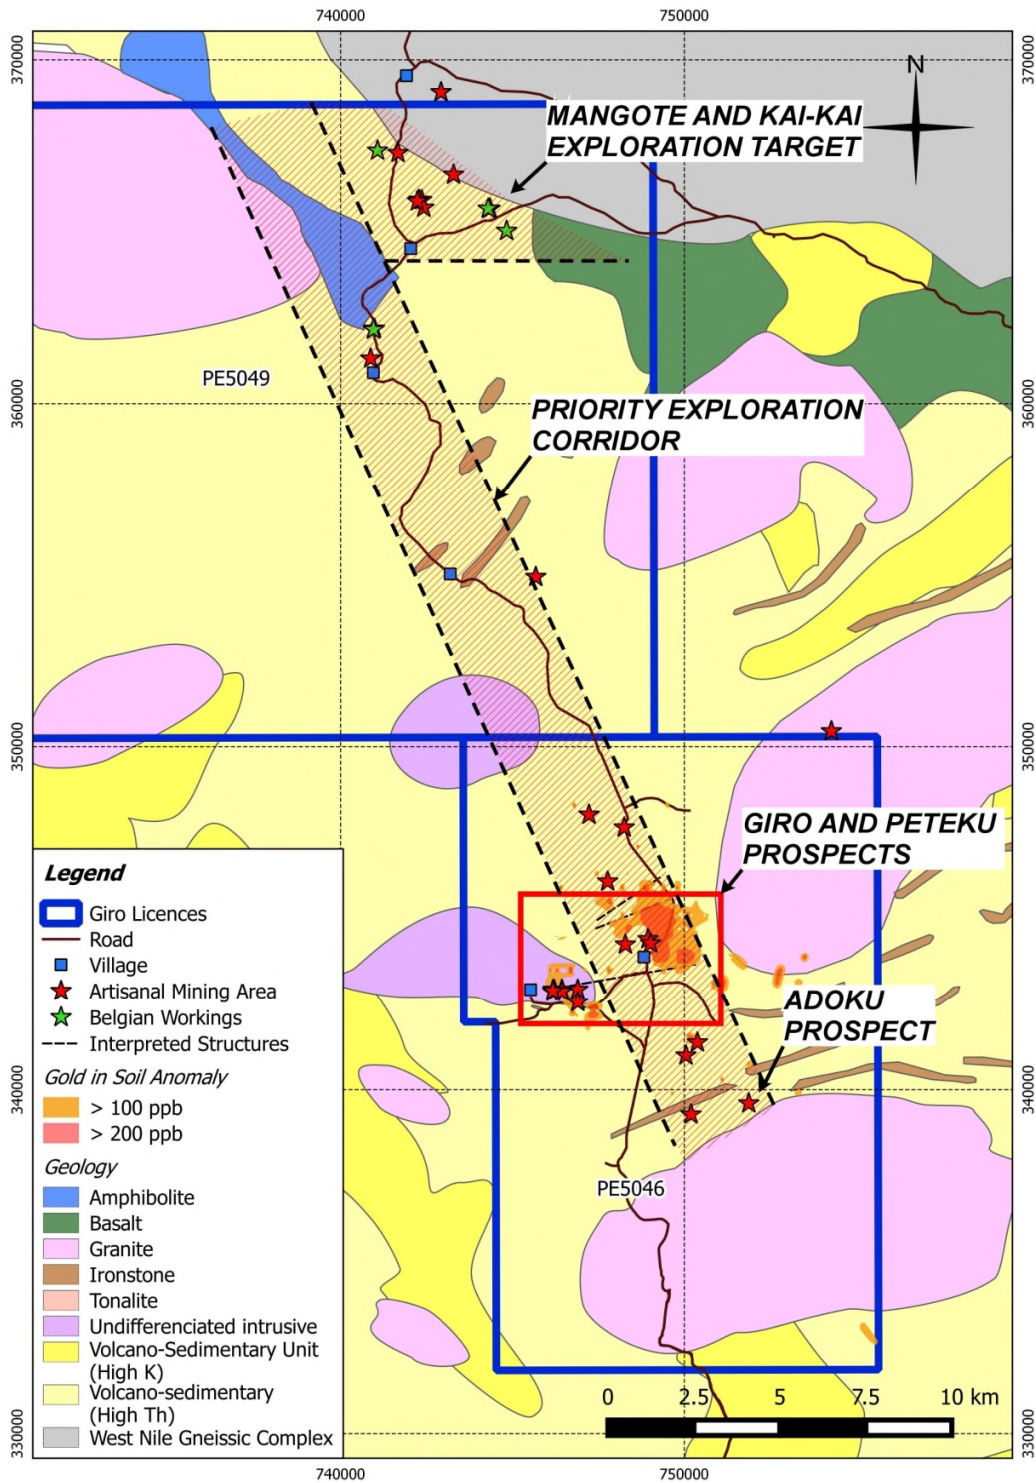 740000
750000
370000
370000
N
MANGOTE AND KAI-KAI
EXPLORATION TARGET
PE5049
PRIORITY EXPLORATION
CORRIDOR
360000
360000
350000
350000
GIRO AND PETEKU
PROSPECTS
ADOKU
PROSPECT
340000
PE5046
Legend
Giro Licences
Road
Village
Artisanal Mining Area
Belgian Workings
Interpreted Structures
Gold in Soil Anomaly
> 100 ppb
> 200 ppb
Geology
Amphibolite
Basalt
Granite
Ironstone
Tonalite
Undifferenciated intrusive
Volcano-Sedimentary Unit
(High K)
Volcano-sedimentary
(High Th)
West Nile Gneissic Complex
0 2.5 5 7.5 10 km
340000
330000
330000
740000
750000